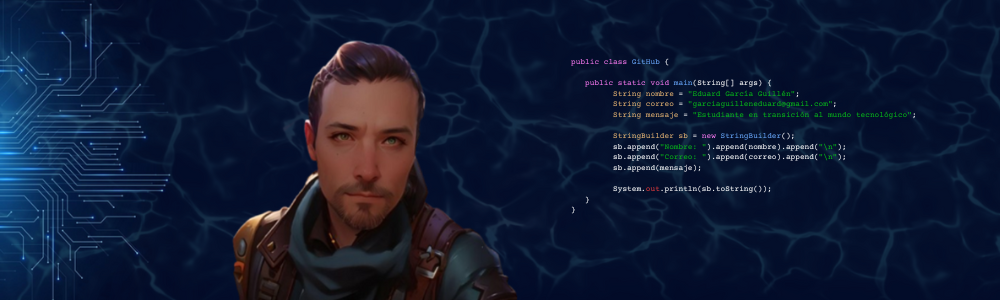 public class GitHub {
public static void main(String[] args) {
String nombre = "Eduard García Guillén";
String correo = "garciaguilleneduard@gmail.com";
String mensaje = "Estudiante en transición al mundo tecnológico";
StringBuilder sb = new StringBuilder();
sb.append("Nombre: ").append(nombre).append("\n");
sb.append("Correo: ").append(correo).append("\n");
sb.append(mensaje);
System.out.println(sb.toString());
}
}